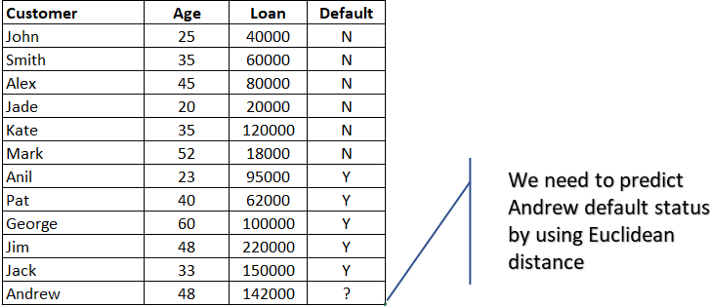 Customer Age Loan Default
John 25 40000 N
Smith 35 60000 N
Alex 45 80000 N
Jade 20 20000 N
Kate 35 120000 N
Mark 52 18000 N
Anil 23 95000 Y
Pat 40 62000 Y
George 60 100000 Y
Jim 48 220000 Y
Jack 33 150000 Y
Andrew 48 142000 ?
We need to predict
Andrew default status
by using Euclidean
distance